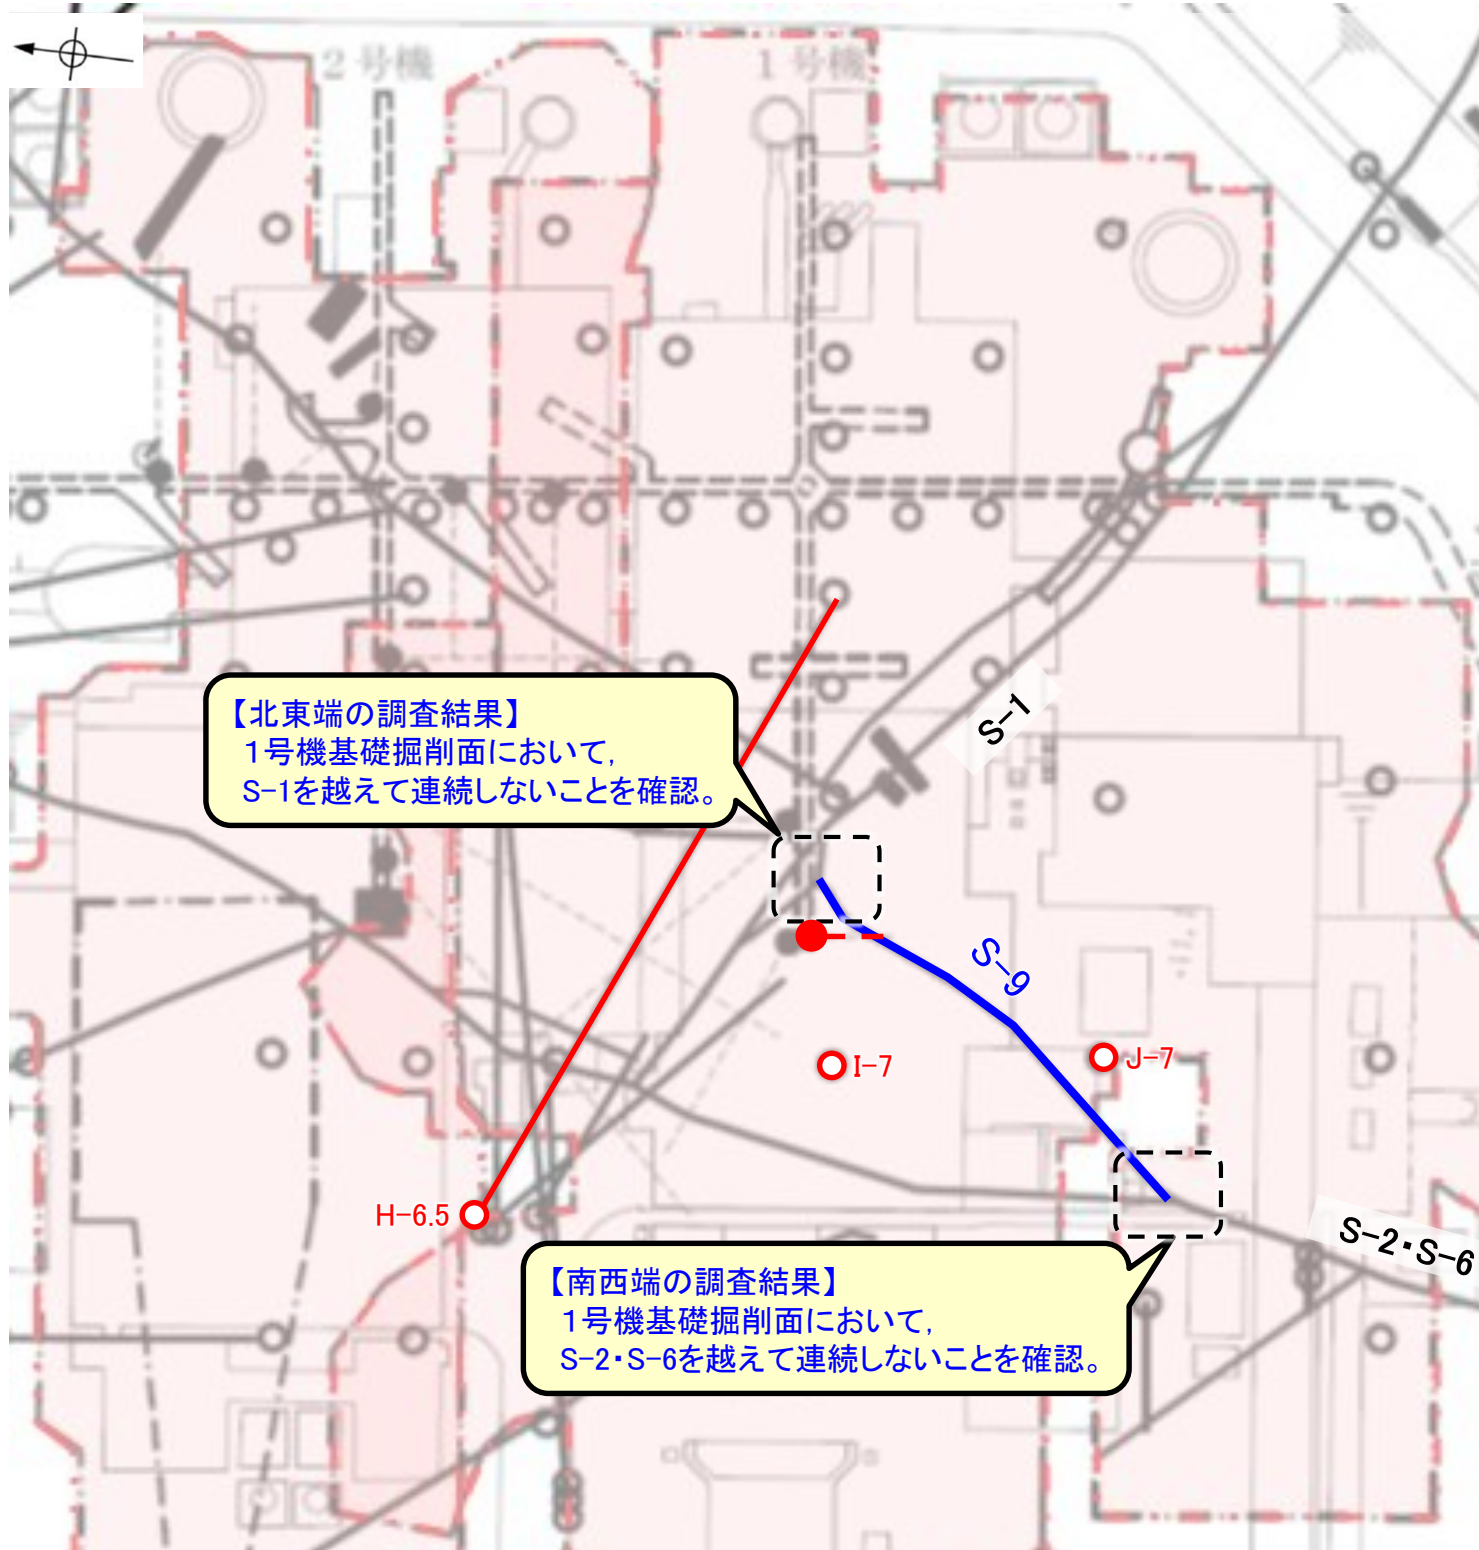 2号機
1号機
【北東端の調査結果】
1号機基礎掘削面において,
S-1を越えて連続しないことを確認。
S-1
S-9
I-7
J-7
H-6.5
S-2・S-6
【南西端の調査結果】
1号機基礎掘削面において,
S-2・S-6を越えて連続しないことを確認。